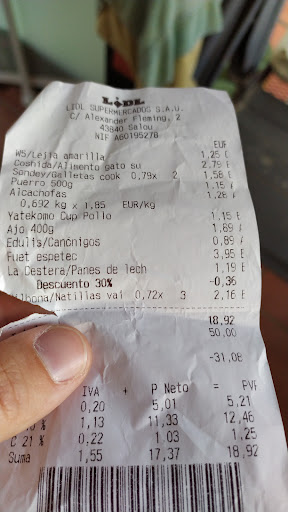 LIDL
LIDL SUPERMERCADOS S.A.U.
C/ Alexander Fleming, 2
43840 Salou
NIF A60195278
EUR
W5/Lejía amarilla 1,25
Coshida/Alimento gato su 2,79 B
Sondey/Galletas cook 0,79x 2 1,58 B
Puerro 500g 1,15
Alcachofas 1,28
0,692 kg x 1,85 EUR/kg
Yatekomo Cup Pollo 1,15 B
Ajo 400g 1,89
Edulis/Canónigos 0,89
Fuet espetec 3,95 B
La Cestera/Panes de lech 1,19 B
Descuento 30% -0,36
Natillas vai 0,72x 3 2,16 B
18,92
50,00
-31,08
IVA + P Neto = PVP
0,20 5,01 5,21
10 % 1,13 11,33 12,46
C 21 % 0,22 1,03 1,25
Suma 1,55 17,37 18,92